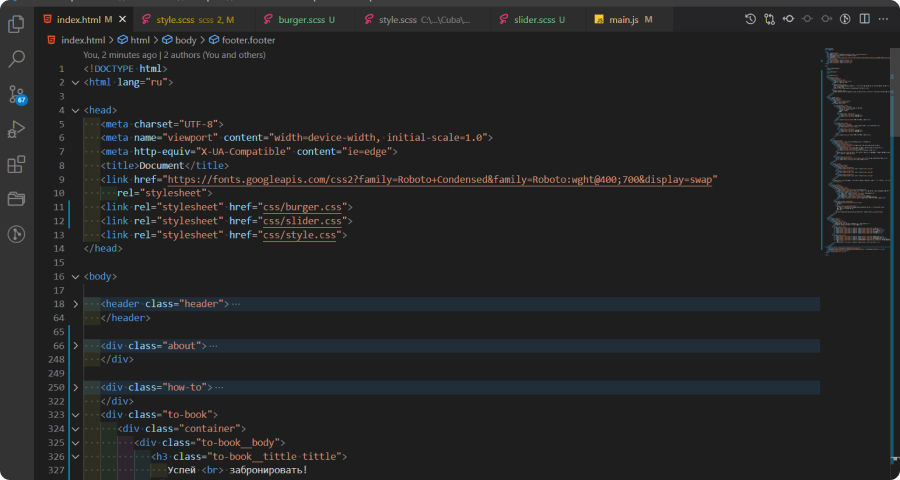 index.html M style.scss scss 2, M burger.scss U style.scss C:\...\Cuba\... slider.scss U main.js M
index.html > html > body > footer.footer
You, 2 minutes ago | 2 authors (You and others)
1 <!DOCTYPE html>
2 <html lang="ru">
3
4 <head>
5 <meta charset="UTF-8">
6 <meta name="viewport" content="width=device-width, initial-scale=1.0">
7 <meta http-equiv="X-UA-Compatible" content="ie=edge">
8 <title>Document</title>
9 <link href="https://fonts.googleapis.com/css2?family=Roboto+Condensed&family=Roboto:wght@400;700&display=swap"
10 rel="stylesheet">
11 <link rel="stylesheet" href="css/burger.css">
12 <link rel="stylesheet" href="css/slider.css">
13 <link rel="stylesheet" href="css/style.css">
14 </head>
15
16 <body>
17
18 <header class="header"> ...
64 </header>
65
66 <div class="about"> ...
248 </div>
249
250 <div class="how-to"> ...
322 </div>
323 <div class="to-book">
324 <div class="container">
325 <div class="to-book__body">
326 <h3 class="to-book__tittle tittle">
327 Успей <br> забронировать!
67